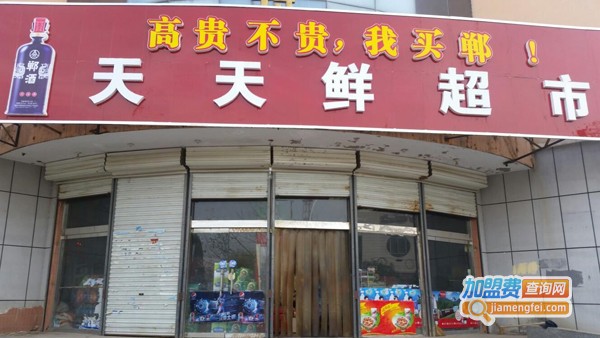 高贵不贵，我买郸！
郸酒
天天鲜超市
加盟费查询网
jiamengfei.com